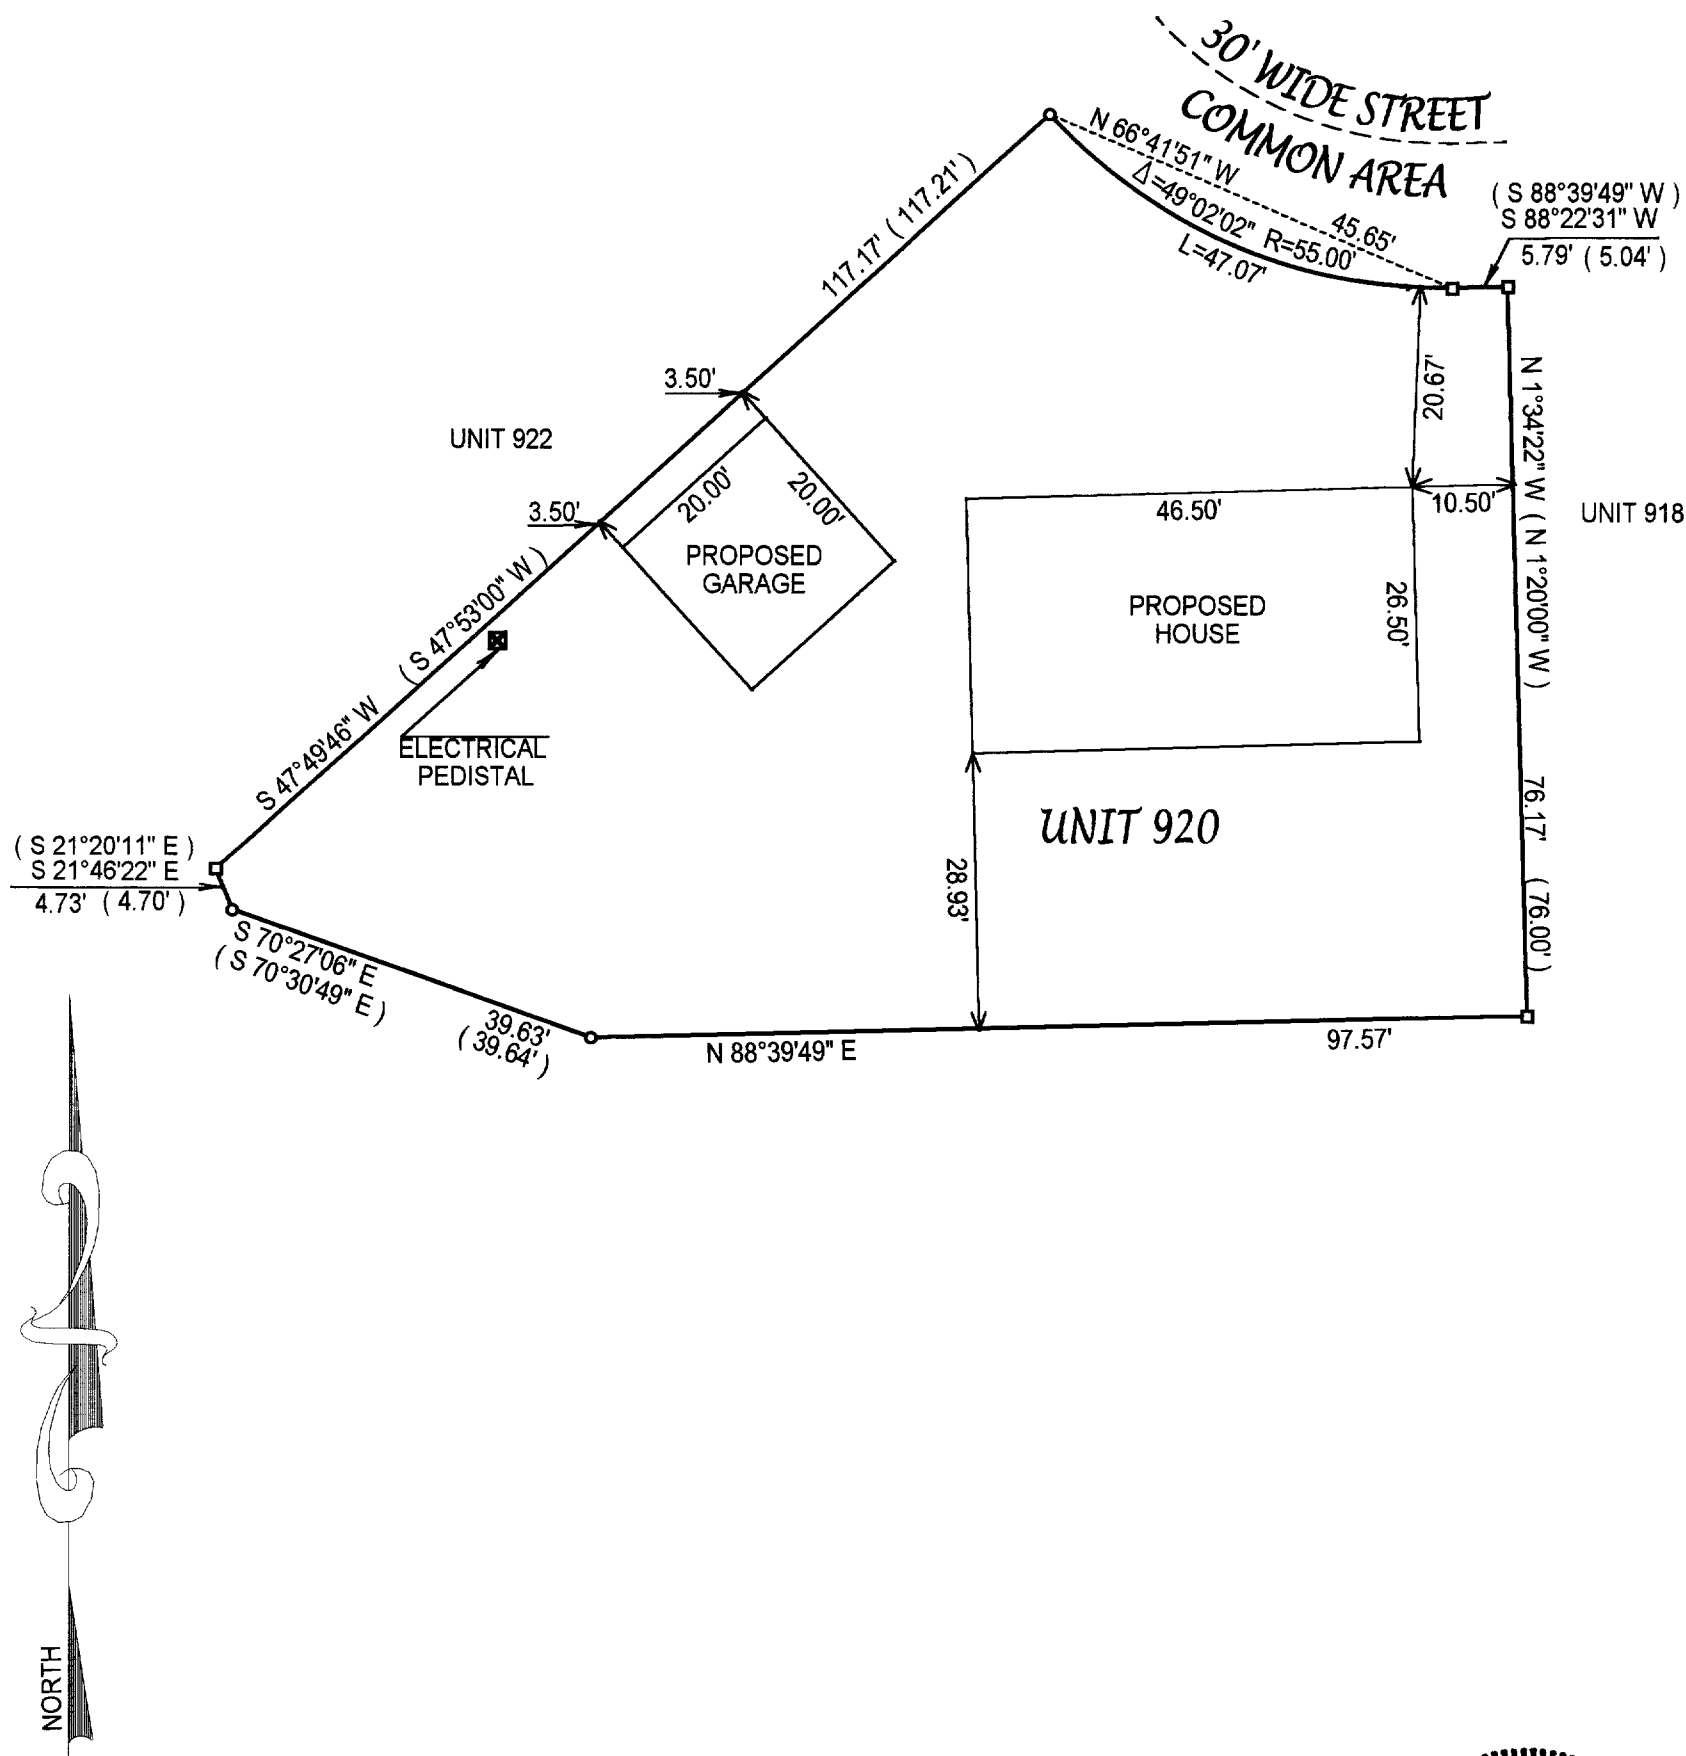 30' WIDE STREET
COMMON AREA
N 66°41'51" W
45.65'
Δ=49°02'02" R=55.00'
L=47.07'
( S 88°39'49" W )
S 88°22'31" W
5.79' ( 5.04' )
117.17' ( 117.21' )
3.50'
UNIT 922
20.67'
N 1°34'22" W ( N 1°20'00" W )
20.00'
20.00'
3.50'
46.50'
10.50'
UNIT 918
PROPOSED
GARAGE
PROPOSED
HOUSE
26.50'
( S 47°53'00" W )
S 47°49'46" W
ELECTRICAL
PEDISTAL
76.17' ( 76.00' )
UNIT 920
( S 21°20'11" E )
S 21°46'22" E
4.73' ( 4.70' )
28.93'
S 70°27'06" E
( S 70°30'49" E )
39.63'
( 39.64' )
N 88°39'49" E
97.57'
NORTH